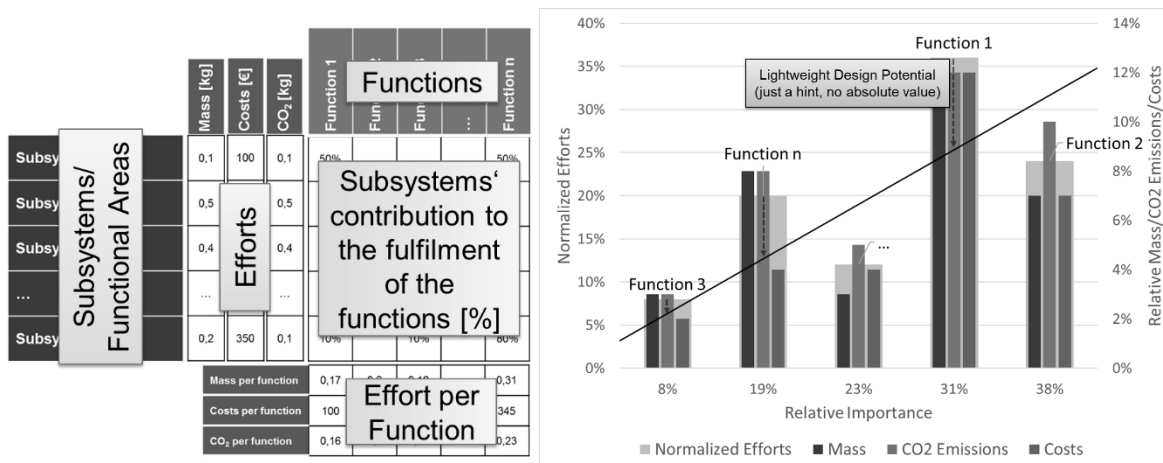 Mass [kg]
Costs [€]
CO2 [kg]
Function 1
Functions
...
Function n
Subsystems/
Functional Areas
Subsy
0,1 100 0,1 50% 50%
Subsy
0,5 0,5
Subsy
0,4 0,4
...
... ...
Subsy
0,2 350 0,1 10% 10% 80%
Efforts
Subsystems‘
contribution to
the fulfilment of
the
functions [%]
Mass per function 0,17 0,31
Costs per function 100 345
CO2 per function 0,16 0,23
Effort per
Function
Normalized Efforts
40%
35%
30%
25%
20%
15%
10%
5%
0%
Function 3
Function n
...
Function 1
Function 2
Lightweight Design Potential
(just a hint, no absolute value)
14%
12%
10%
8%
6%
4%
2%
0%
Relative Mass/CO2 Emissions/Costs
8% 19% 23% 31% 38%
Relative Importance
Normalized Efforts Mass CO2 Emissions Costs